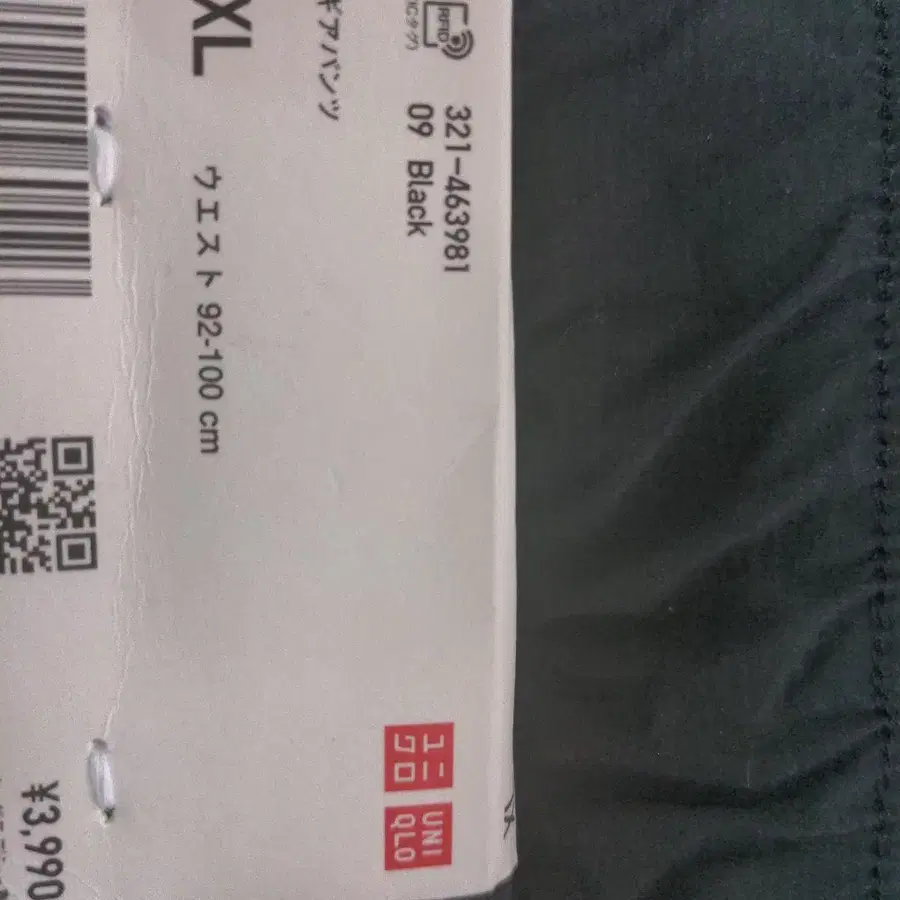 RFID
ICタグ
321-463981
09 Black
ギアパンツ
XL
ウエスト 92-100 cm
ユニ
クロ
UNI
QLO
¥3,990